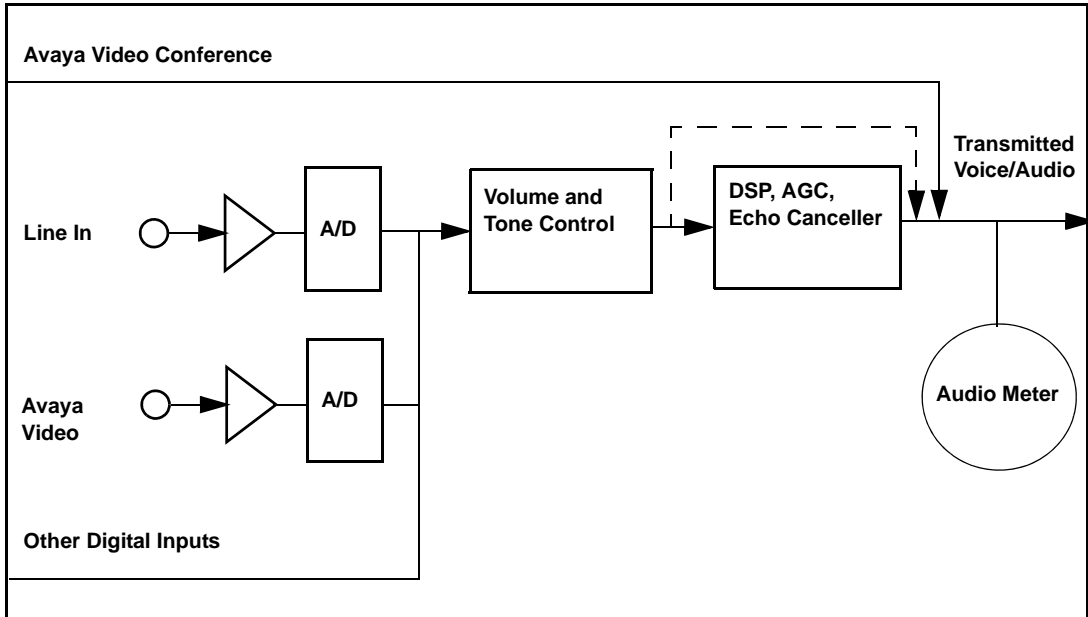 Avaya Video Conference
Transmitted
Voice/Audio
Line In
A/D
Volume and
Tone Control
DSP, AGC,
Echo Canceller
Avaya
Video
A/D
Audio Meter
Other Digital Inputs